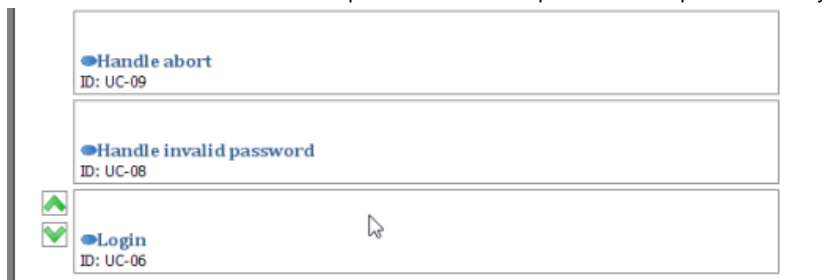 Handle abort
ID: UC-09
Handle invalid password
ID: UC-08
Login
ID: UC-06